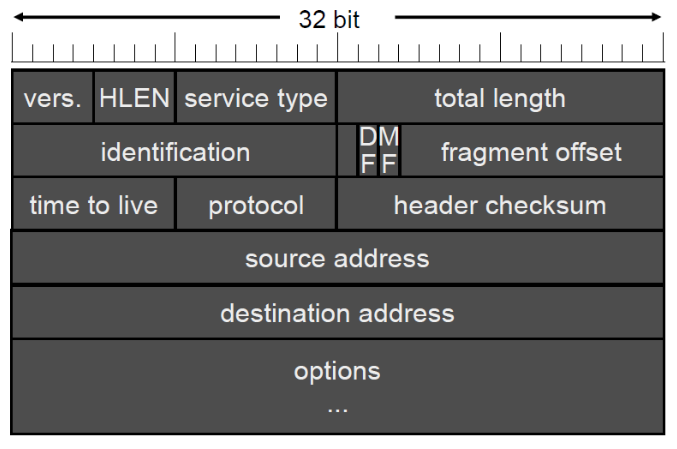 32 bit
vers. HLEN service type total length
identification DF MF fragment offset
time to live protocol header checksum
source address
destination address
options
...